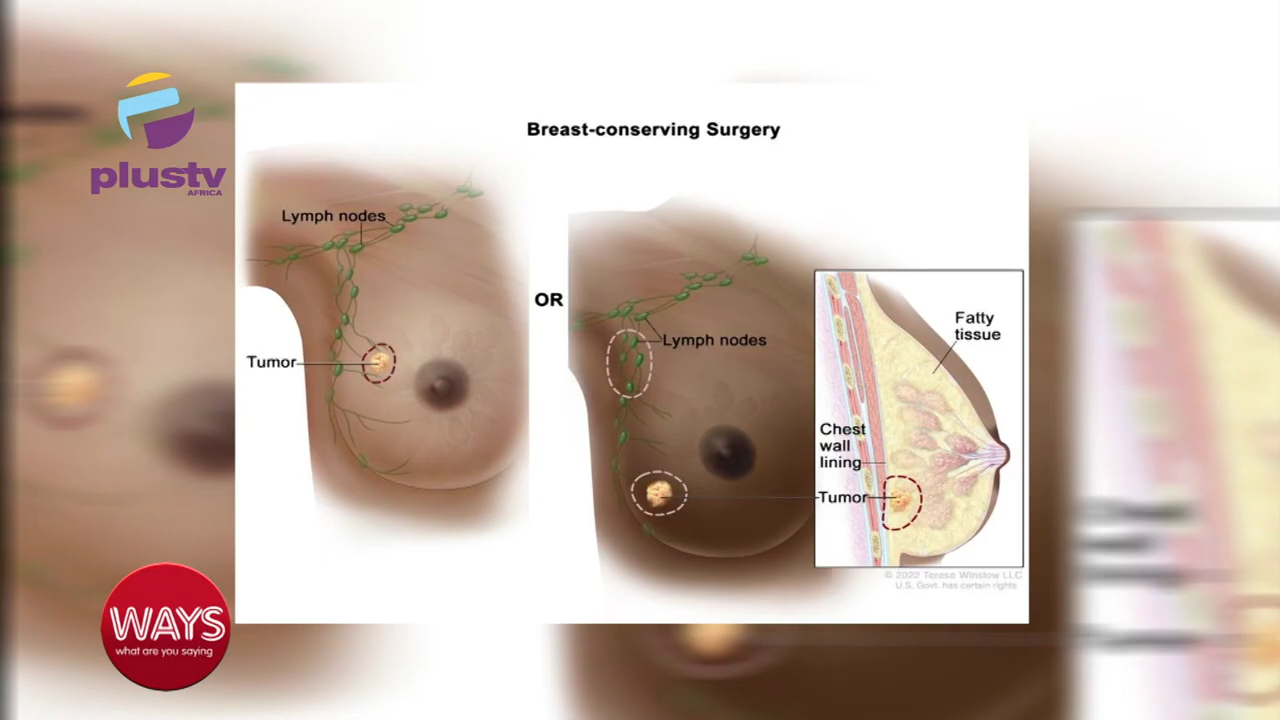 plustv
AFRICA
Breast-conserving Surgery
Lymph nodes
Tumor
OR
Lymph nodes
Fatty
tissue
Chest
wall
lining
Tumor
© 2022 Terese Winslow LLC
U.S. Govt. has certain rights
WAYS
what are you saying